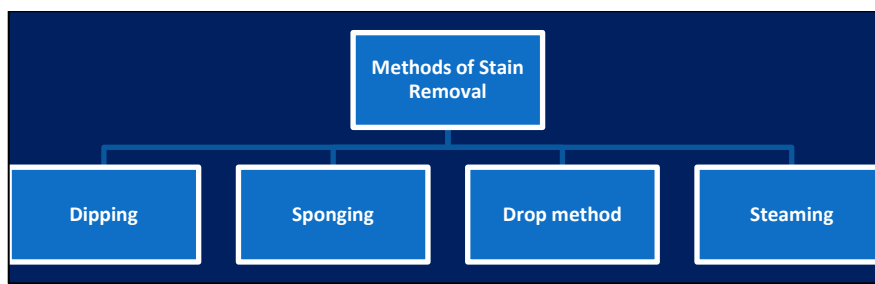 Methods of Stain
Removal
Dipping
Sponging
Drop method
Steaming